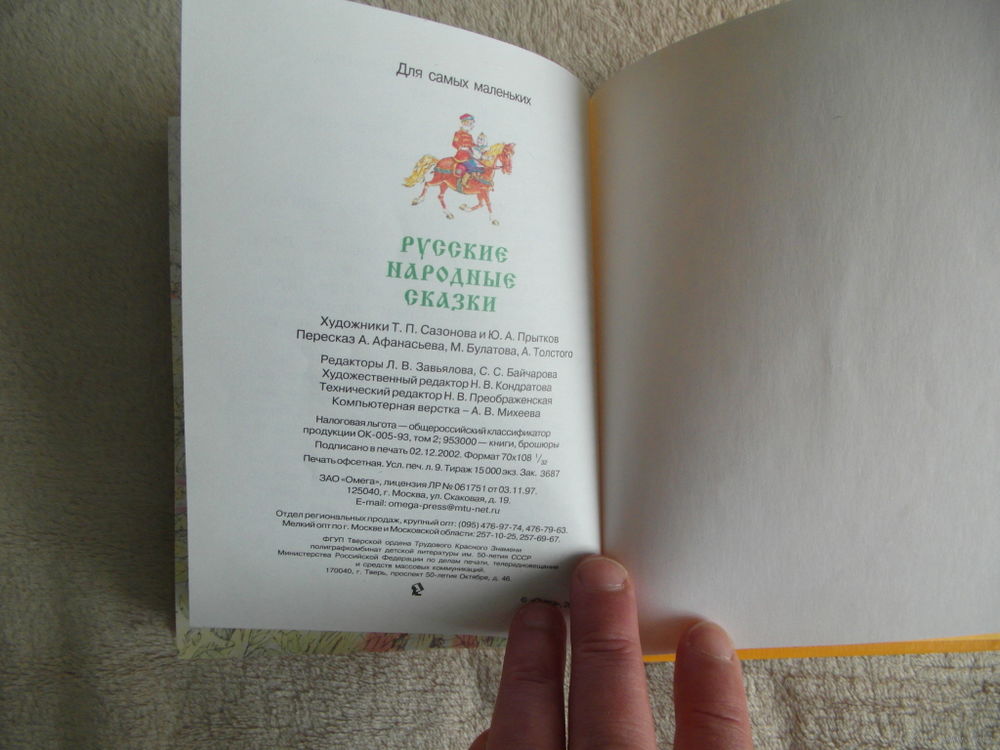 Для самых маленьких
РУССКИЕ
НАРОДНЫЕ
СКАЗКИ
Художники Т. П. Сазонова и Ю. А. Прытков
Пересказ А. Афанасьева, М. Булатова, А. Толстого
Редакторы Л. В. Завьялова, С. С. Байчарова
Художественный редактор Н. В. Кондратова
Технический редактор Н. В. Преображенская
Компьютерная верстка – А. В. Михеева
Налоговая льгота — общероссийский классификатор
продукции ОК-005-93, том 2; 953000 — книги, брошюры
Подписано в печать 02.12.2002. Формат 70х108 1/32
Печать офсетная. Усл. печ. л. 9. Тираж 15 000 экз. Зак. 3687
ЗАО «Омега», лицензия ЛР № 061751 от 03.11.97.
125040, г. Москва, ул. Скаковая, д. 19.
E-mail: omega-press@mtu-net.ru
Отдел региональных продаж, крупный опт: (095) 476-97-74, 476-79-63.
Мелкий опт по г. Москве и Московской области: 257-10-25, 257-69-67.
ФГУП Тверской ордена Трудового Красного Знамени
полиграфкомбинат детской литературы им. 50-летия СССР
Министерства Российской Федерации по делам печати, телерадиовещания
и средств массовых коммуникаций.
170040, г. Тверь, проспект 50-летия Октября, д. 46.
©